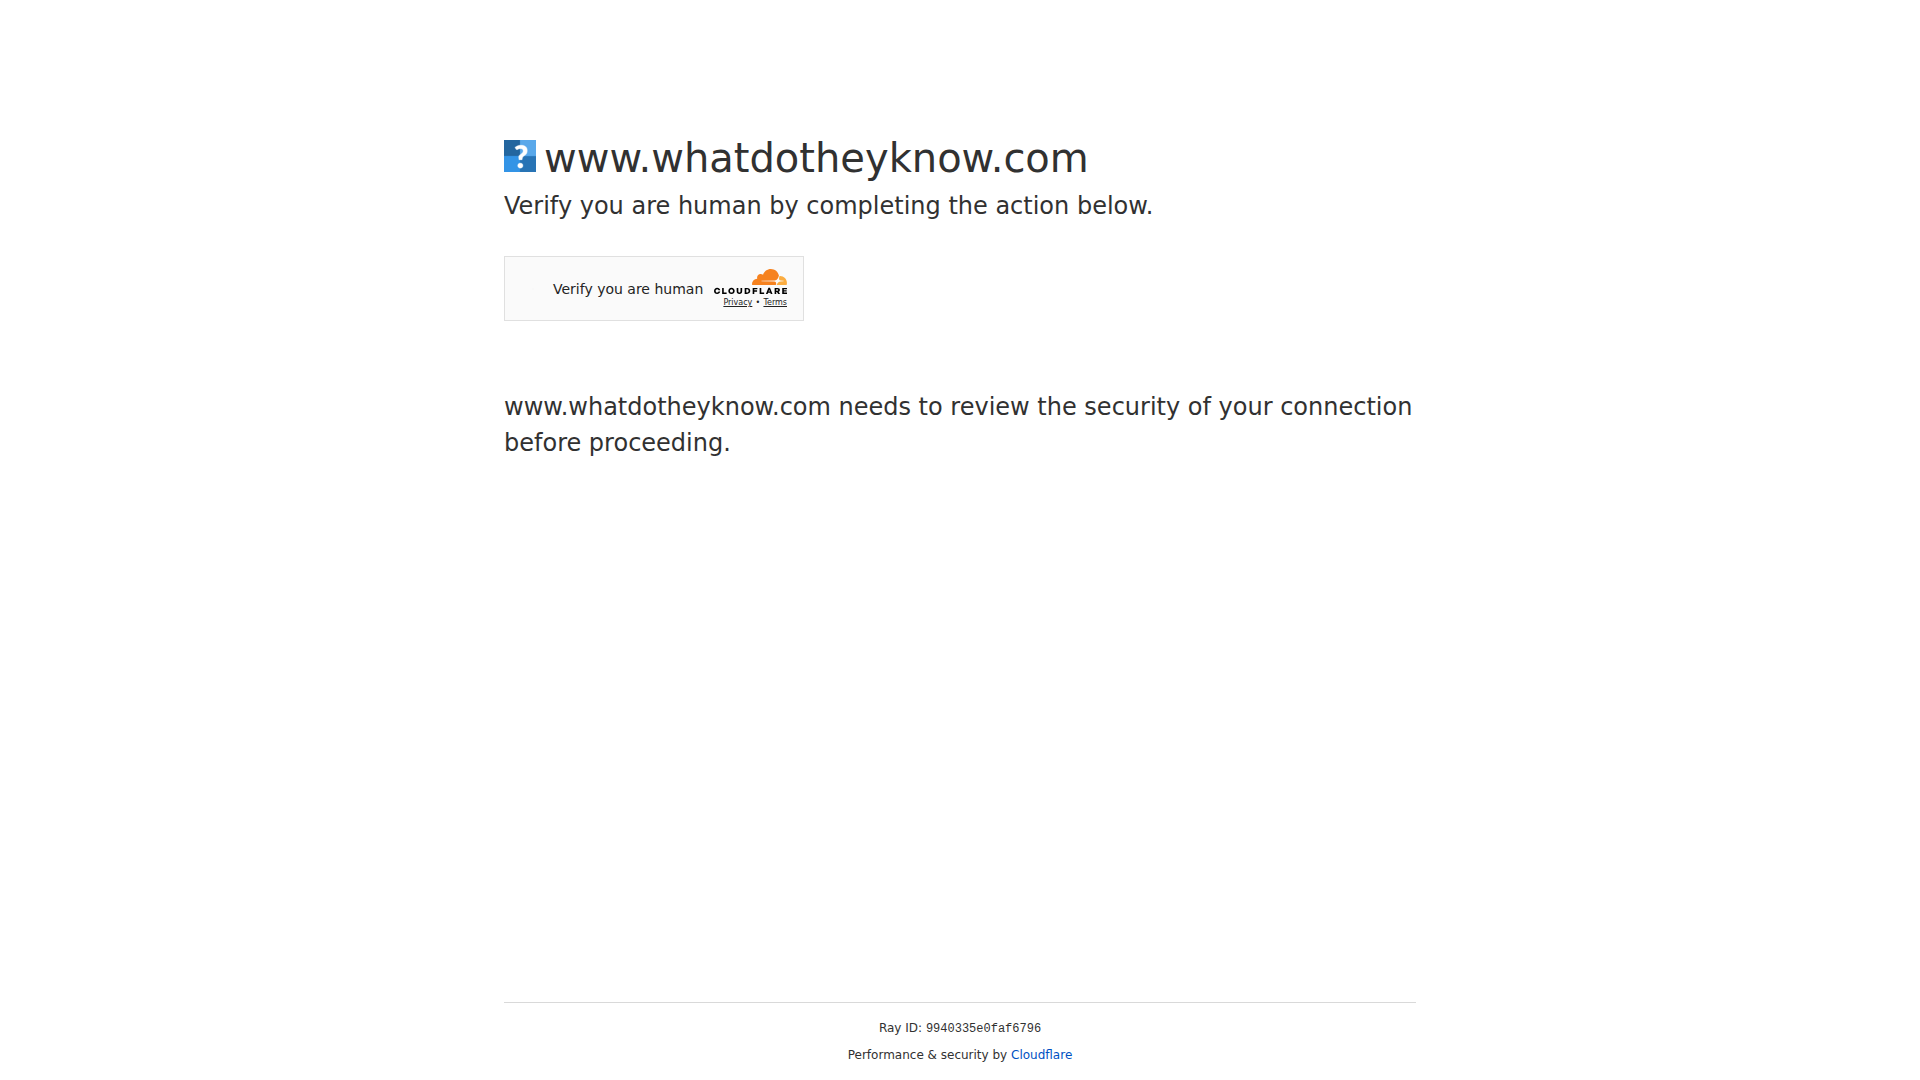 www.whatdotheyknow.com
Verify you are human by completing the action below.
Verify you are human
CLOUDFLARE
Privacy • Terms
www.whatdotheyknow.com needs to review the security of your connection
before proceeding.
Ray ID: 9940335e0faf6796
Performance & security by Cloudflare